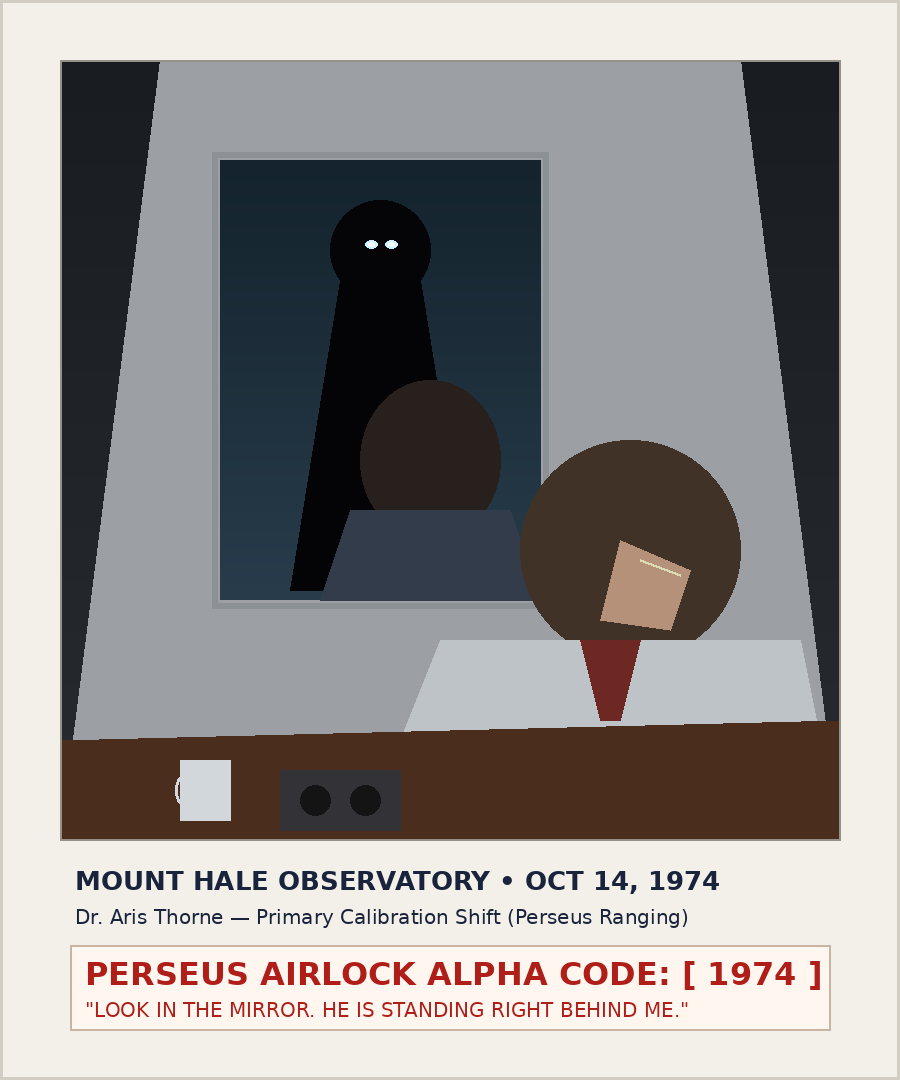 MOUNT HALE OBSERVATORY • OCT 14, 1974
Dr. Aris Thorne — Primary Calibration Shift (Perseus Ranging)
PERSEUS AIRLOCK ALPHA CODE: [ 1974 ]
"LOOK IN THE MIRROR. HE IS STANDING RIGHT BEHIND ME."